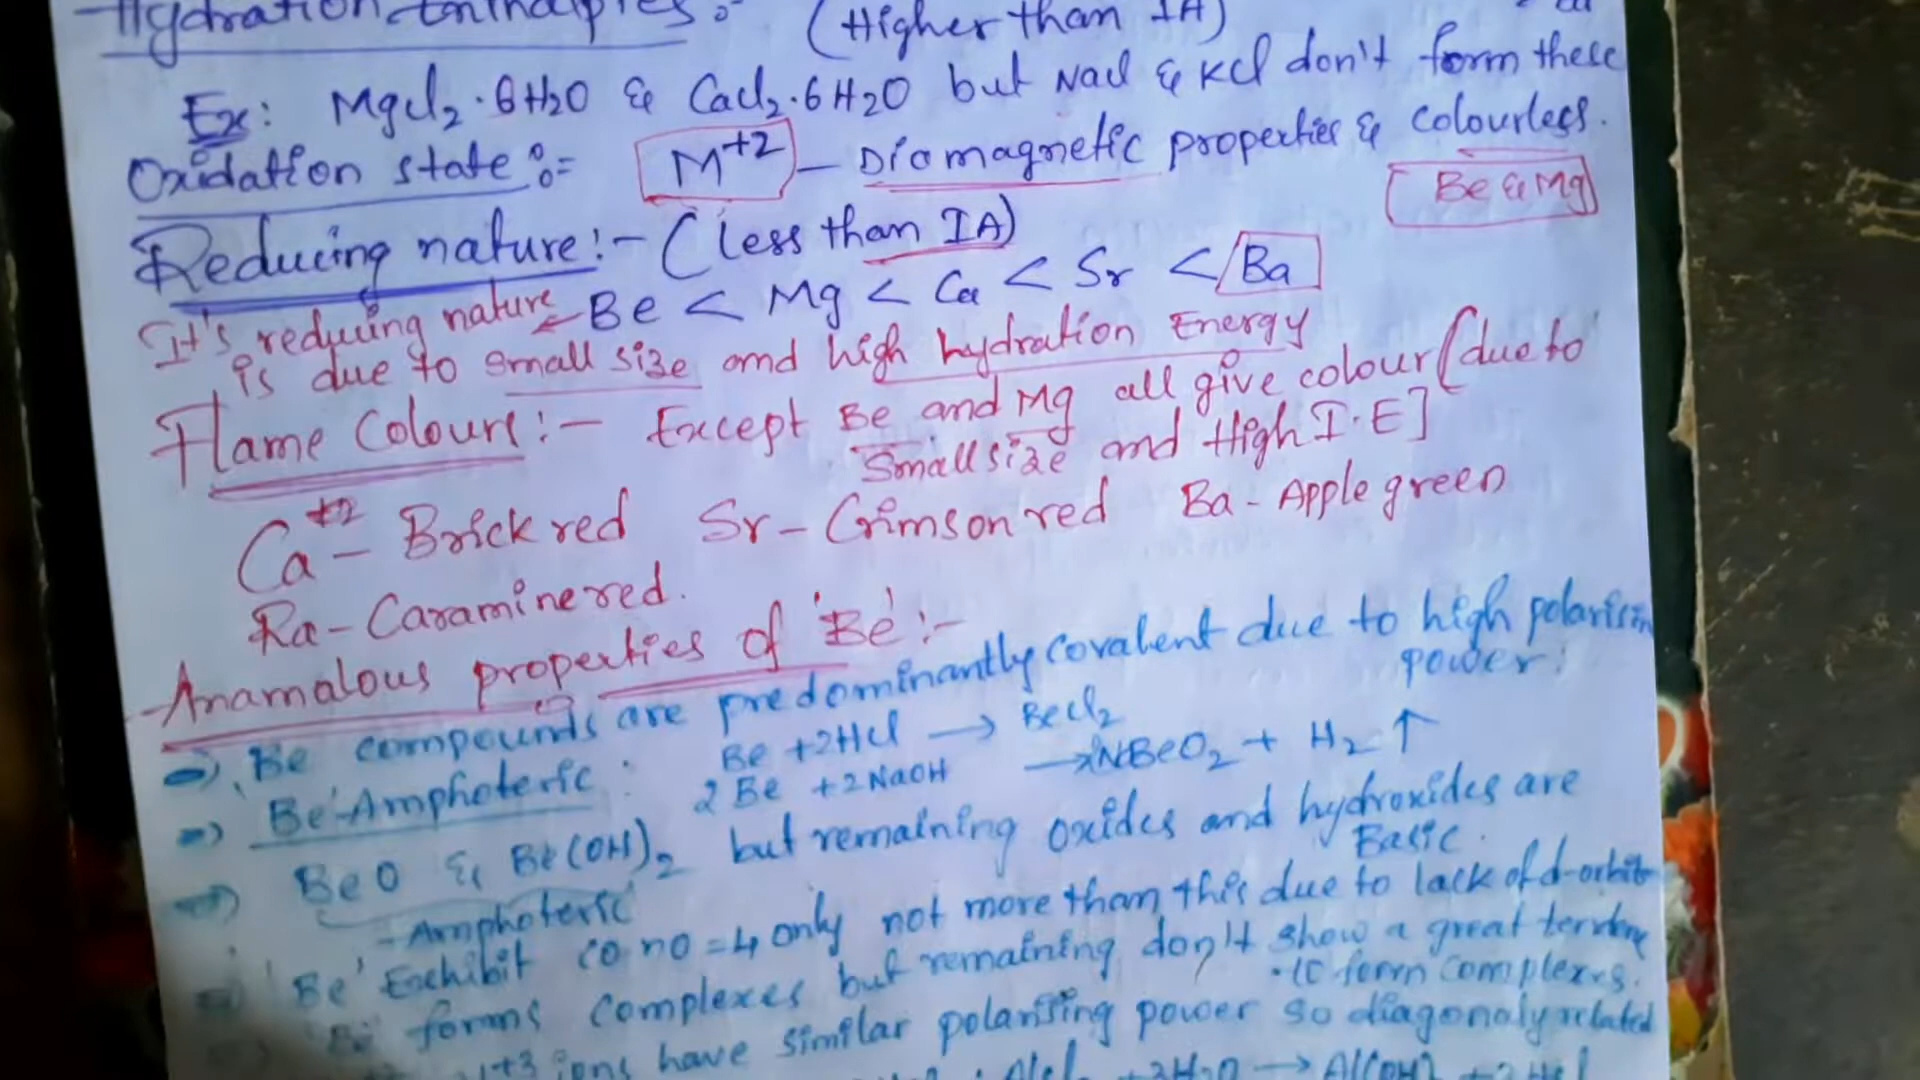 Hydration Enthalpies :- (Higher than IA)
Ex: MgCl₂·6H₂O & CaCl₂·6H₂O but NaCl & KCl don't form these
Oxidation state :- M⁺² - Diamagnetic properties & colourless.
Be & Mg
Reducing nature :- (less than IA)
Be < Mg < Ca < Sr < Ba
It's reducing nature
is due to small size and high hydration Energy
Flame Colours :- Except Be and Mg all give colour (due to
small size and High I.E]
Ca⁺² - Brick red Sr - Crimson red Ba - Apple green
Ra - Caramine red.
Anamalous properties of 'Be' :-
⇒ Be compounds are predominantly covalent due to high polarisin
power.
⇒ Be Amphoteric : Be + 2HCl → BeCl₂
2Be + 2NaOH → 2NaBeO₂ + H₂ ↑
⇒ BeO & Be(OH)₂ but remaining oxides and hydroxides are
Basic.
- Amphoteric
'Be' Exhibit co no = 4 only not more than this due to lack of d-orbit
Be forms complexes but remaining don't show a great
to form complexes.
+3 ions have similar polarising power so diagonaly related
+ 3H₂O →